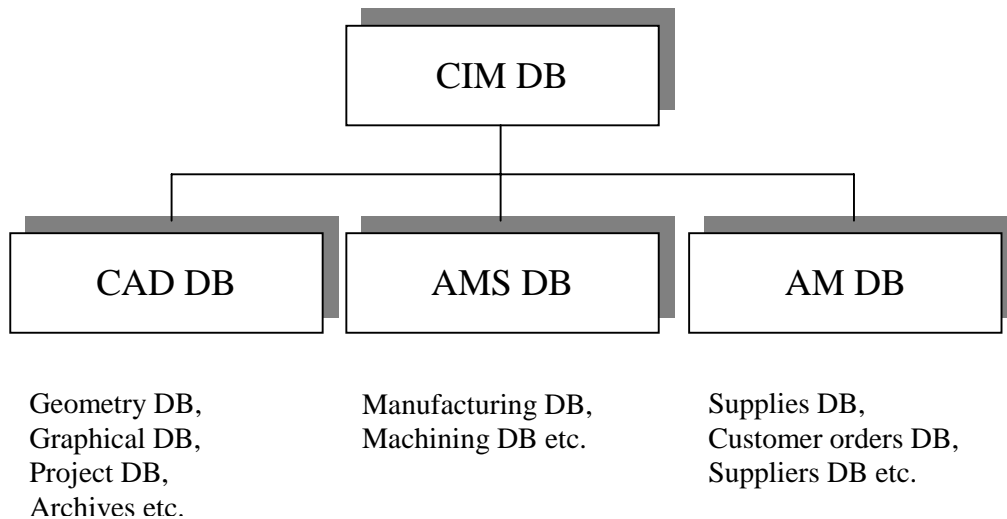 CIM DB
CAD DB
AMS DB
AM DB
Geometry DB,
Graphical DB,
Project DB,
Archives etc.
Manufacturing DB,
Machining DB etc.
Supplies DB,
Customer orders DB,
Suppliers DB etc.